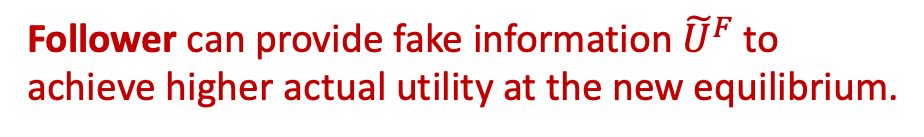 Follower can provide fake information Ũ^F to
achieve higher actual utility at the new equilibrium.